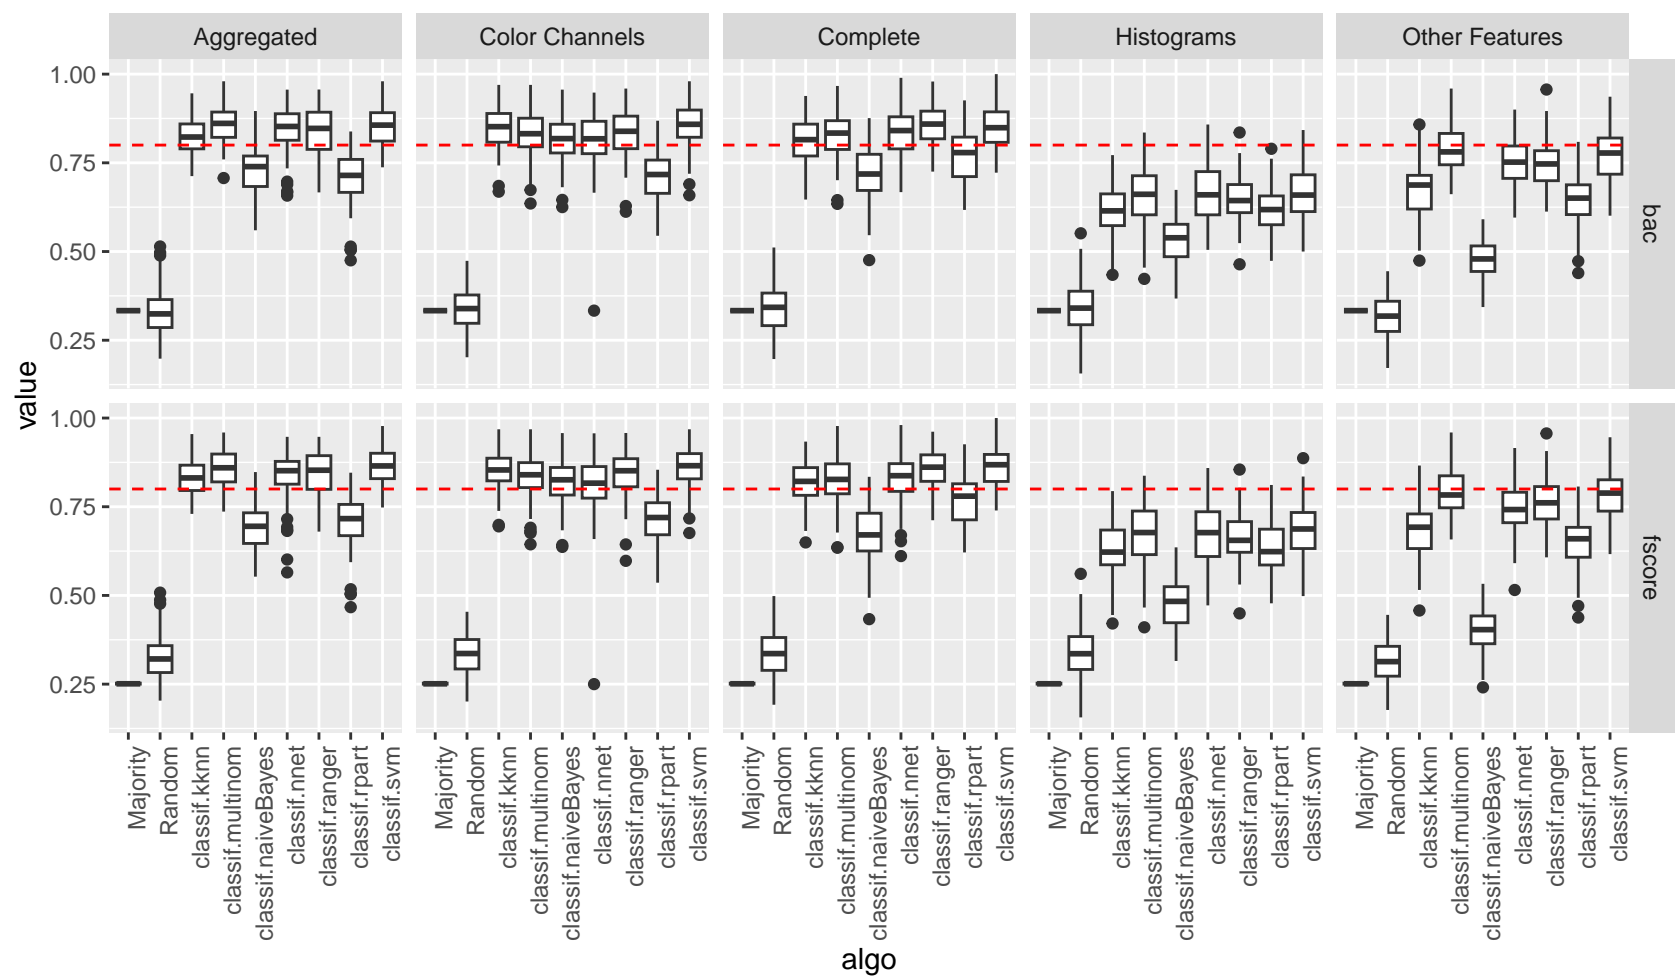 Aggregated
Color Channels
Complete
Histograms
Other Features
1.00
0.75
0.50
0.25
bac
value
1.00
0.75
0.50
0.25
fscore
Majority
Random
classif.kknn
classif.multinom
classif.naiveBayes
classif.nnet
classif.ranger
classif.rpart
classif.svm
Majority
Random
classif.kknn
classif.multinom
classif.naiveBayes
classif.nnet
classif.ranger
classif.rpart
classif.svm
Majority
Random
classif.kknn
classif.multinom
classif.naiveBayes
classif.nnet
classif.ranger
classif.rpart
classif.svm
Majority
Random
classif.kknn
classif.multinom
classif.naiveBayes
classif.nnet
classif.ranger
classif.rpart
classif.svm
Majority
Random
classif.kknn
classif.multinom
classif.naiveBayes
classif.nnet
classif.ranger
classif.rpart
classif.svm
algo